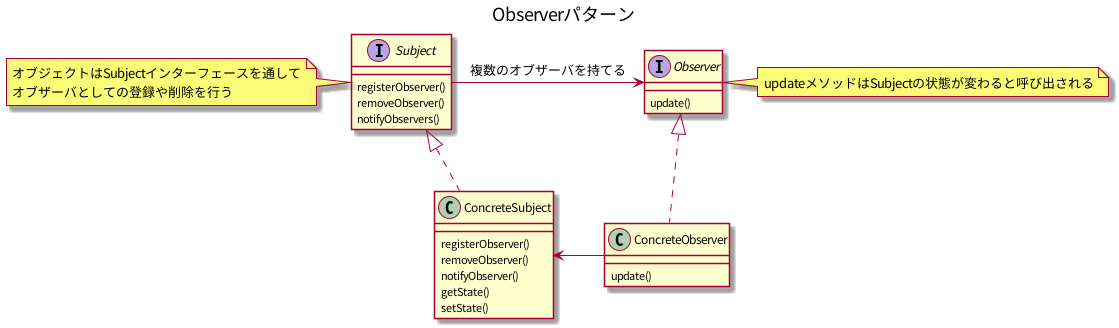 Observerパターン
オブジェクトはSubjectインターフェースを通して
オブザーバとしての登録や削除を行う
I Subject
registerObserver()
removeObserver()
notifyObservers()
複数のオブザーバを持てる
I Observer
update()
updateメソッドはSubjectの状態が変わると呼び出される
C ConcreteSubject
registerObserver()
removeObserver()
notifyObserver()
getState()
setState()
C ConcreteObserver
update()